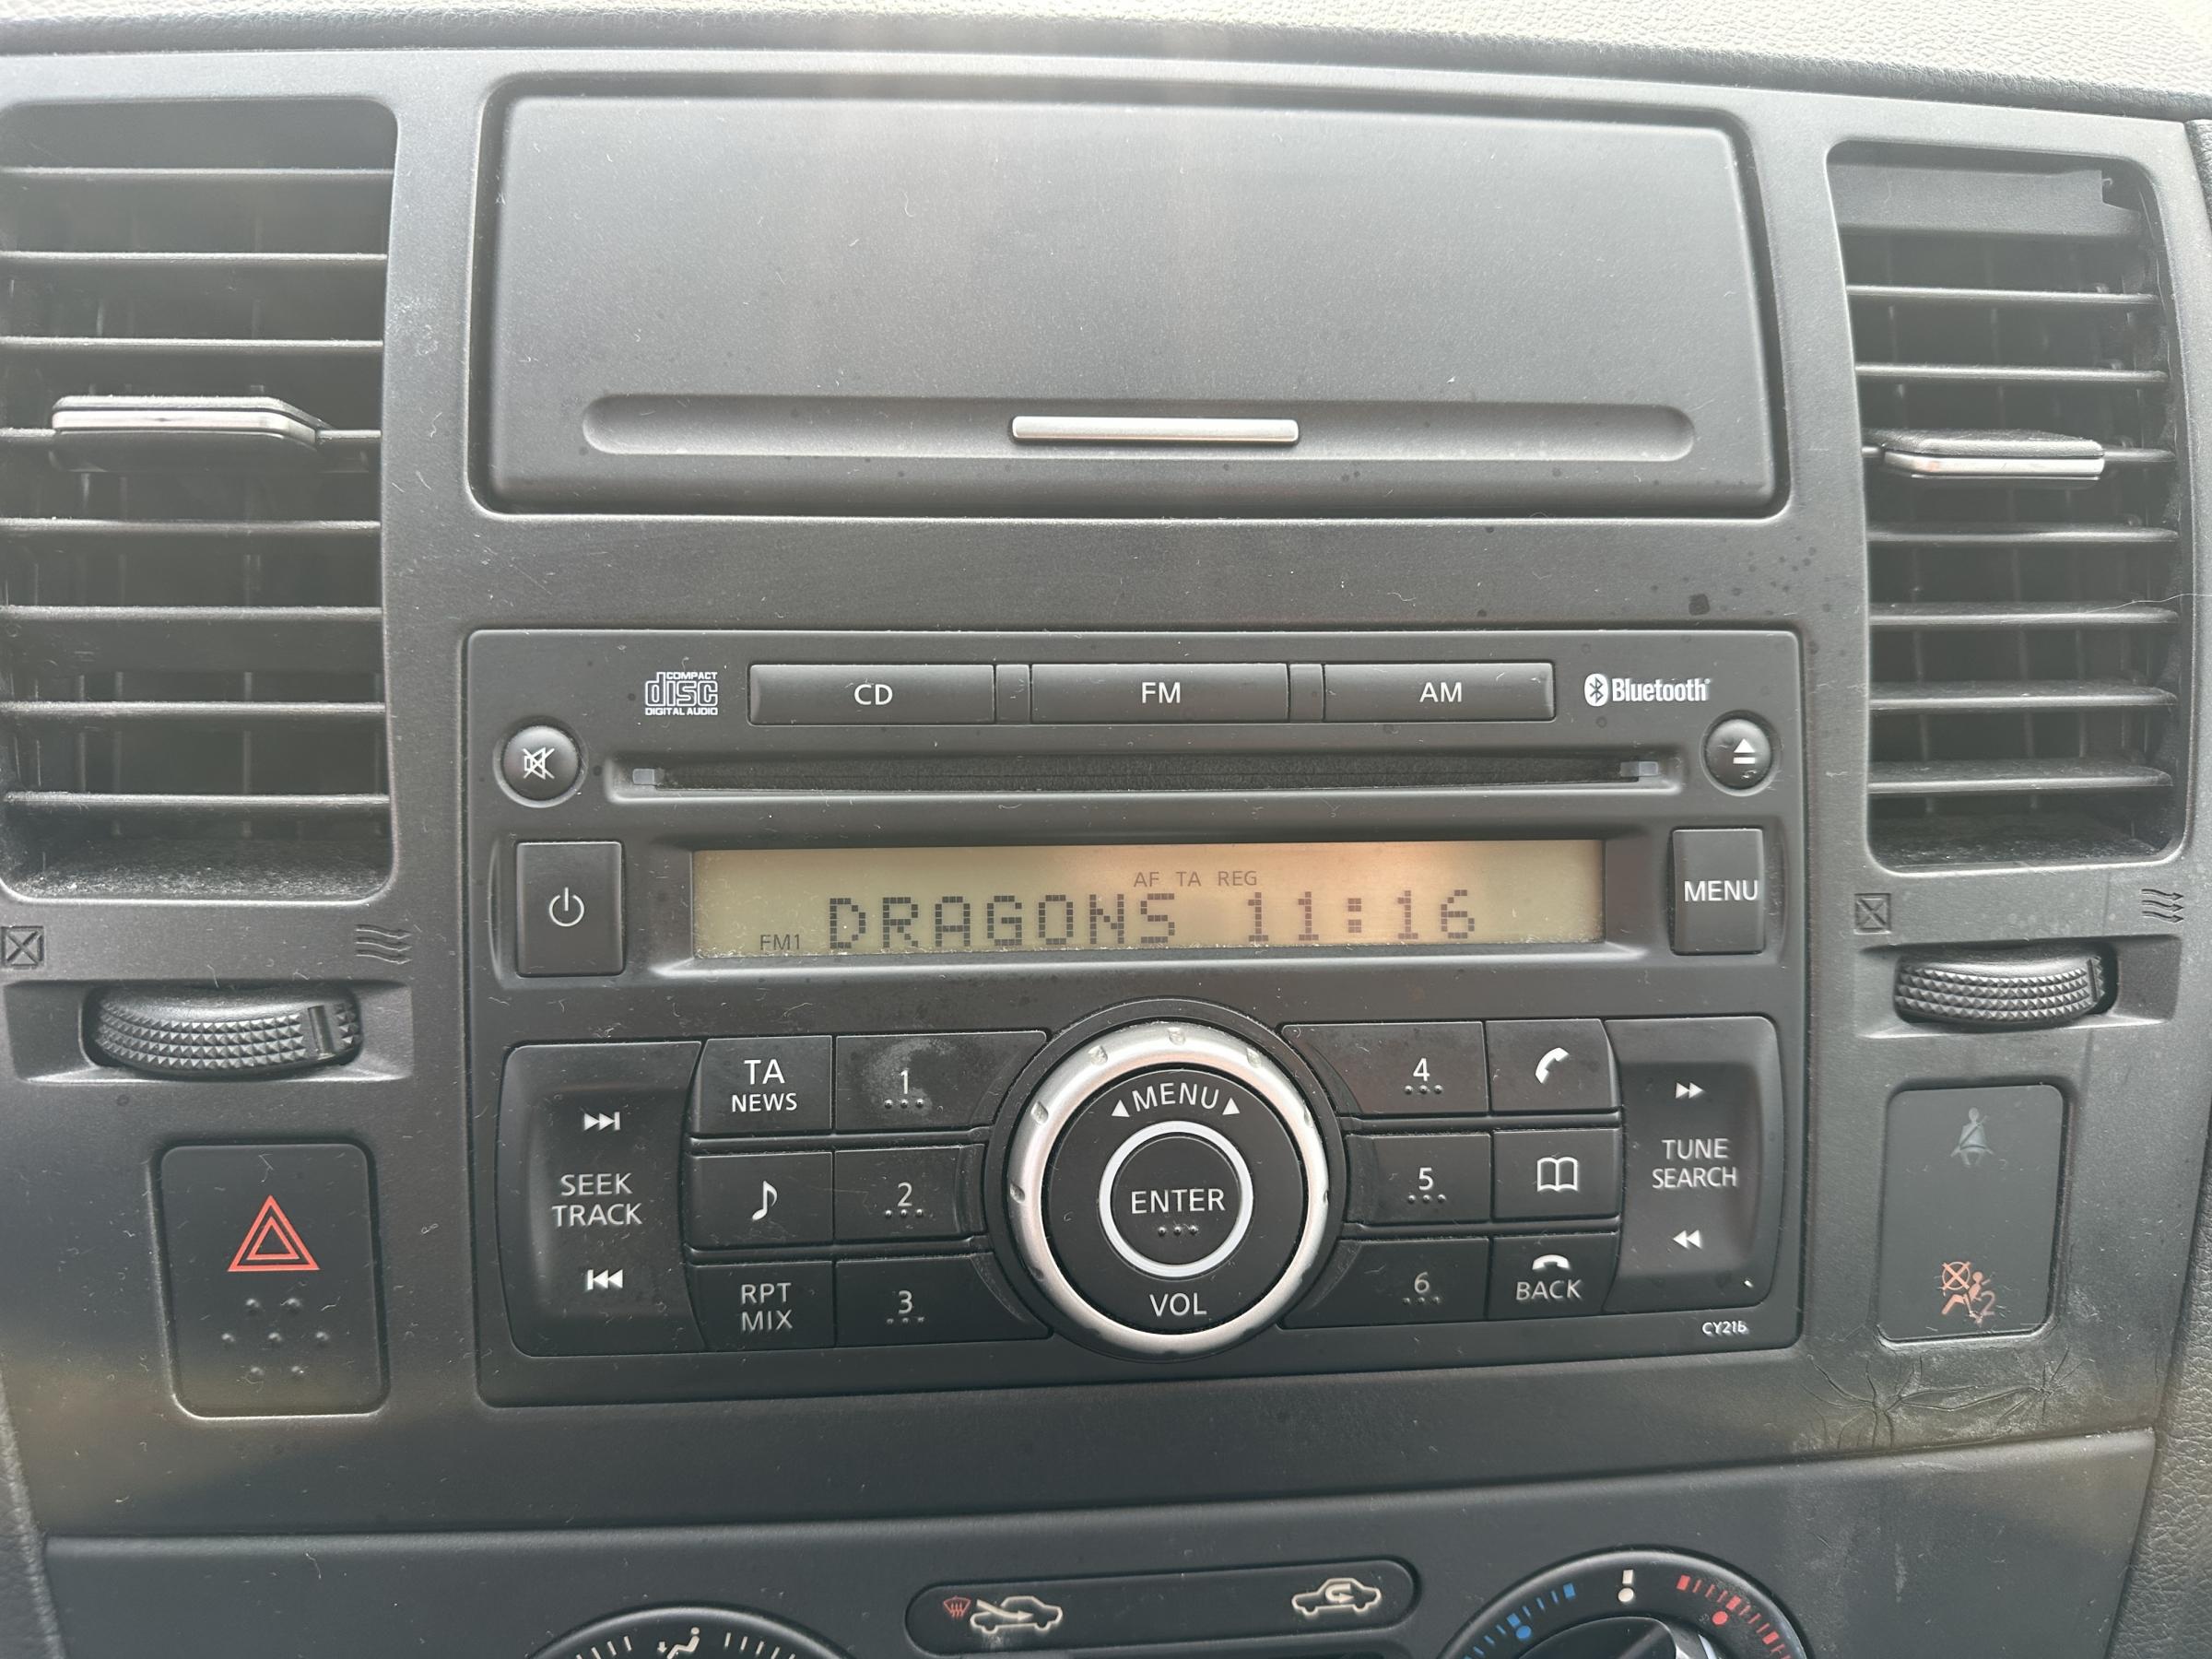 COMPACT
disc
DIGITAL AUDIO
CD
FM
AM
Bluetooth
AF TA REG
FM1 DRAGONS 11:16
MENU
TA
NEWS
1
MENU
4
SEEK
TRACK
2
ENTER
5
TUNE
SEARCH
RPT
MIX
3
VOL
6
BACK
2